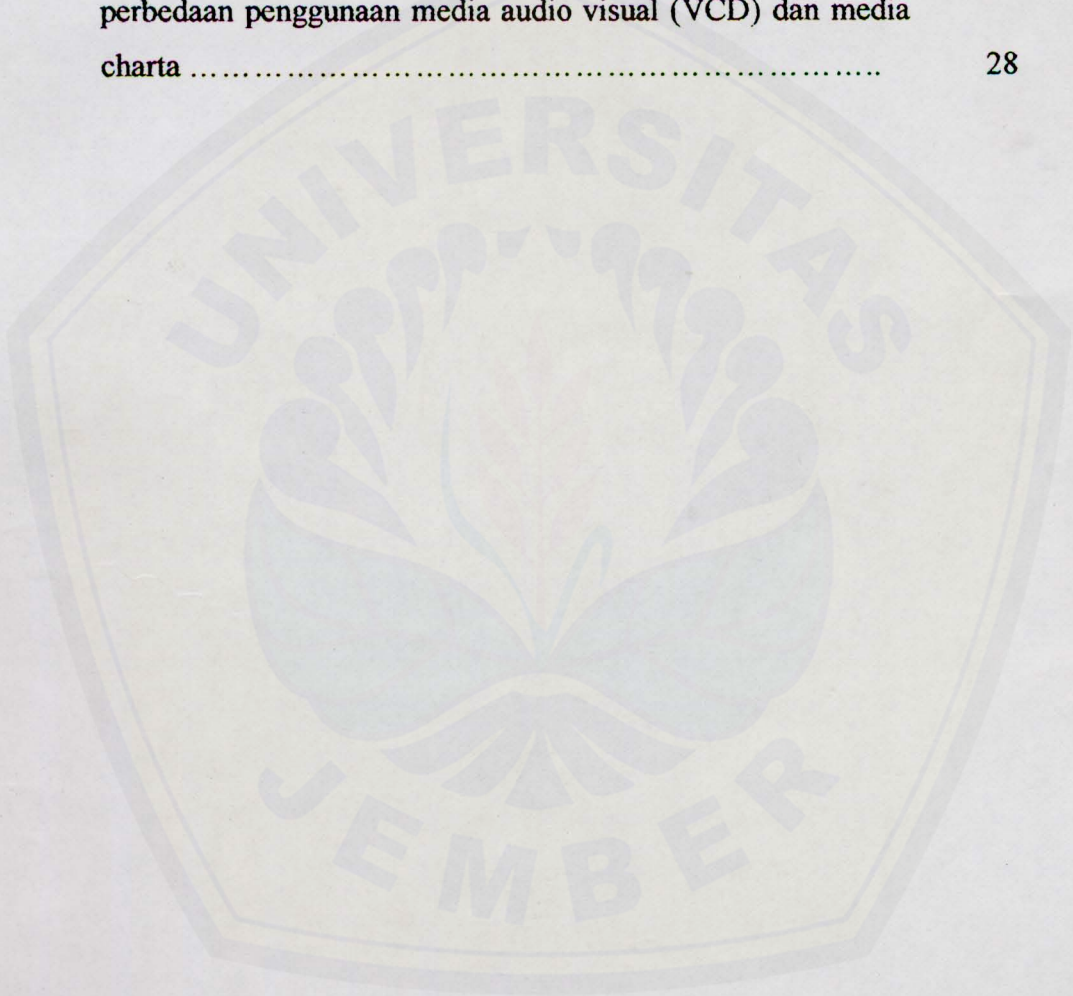 perbedaan penggunaan media audio visual (VCD) dan media
charta ........................................................................ 28
UNIVERSITAS
JEMBER